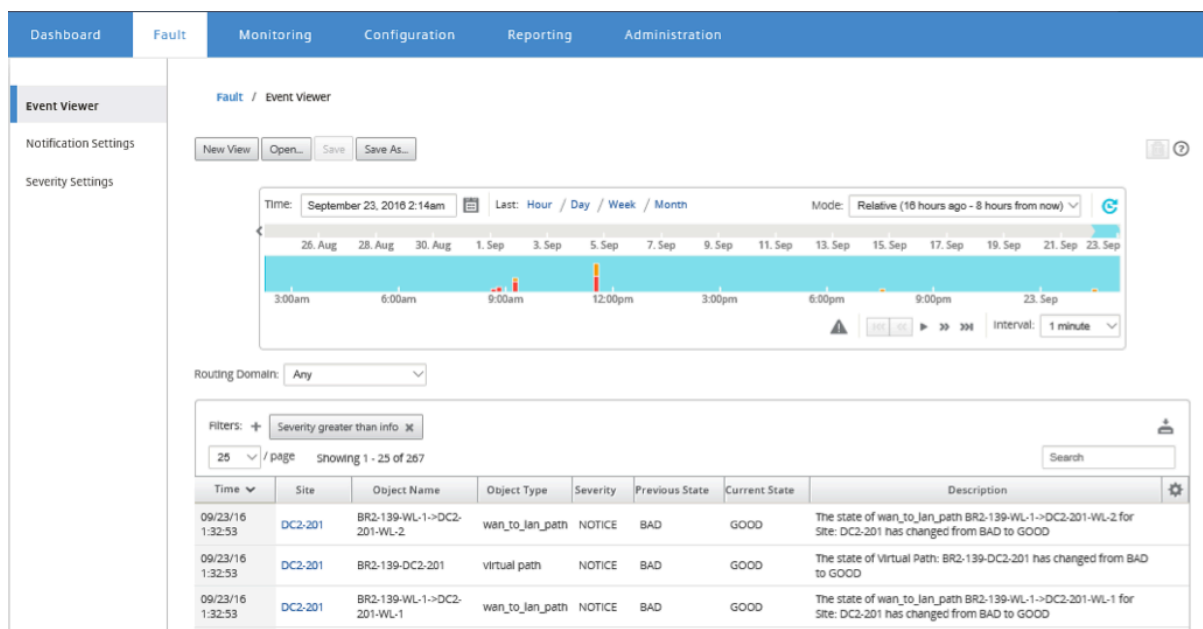 Dashboard Fault Monitoring Configuration Reporting Administration
Event Viewer
Notification Settings
Severity Settings
Fault / Event Viewer
New View Open... Save Save As...
Time: September 23, 2016 2:14am Last: Hour / Day / Week / Month Mode: Relative (16 hours ago - 8 hours from now)
26. Aug 28. Aug 30. Aug 1. Sep 3. Sep 5. Sep 7. Sep 9. Sep 11. Sep 13. Sep 15. Sep 17. Sep 19. Sep 21. Sep 23. Sep
3:00am 6:00am 9:00am 12:00pm 3:00pm 6:00pm 9:00pm 23. Sep
Interval: 1 minute
Routing Domain: Any
Filters: + Severity greater than info ×
25 / page Showing 1 - 25 of 267 Search
Time Site Object Name Object Type Severity Previous State Current State Description
09/23/16 BR2-139-WL-1->DC2- The state of wan_to_lan_path BR2-139-WL-1->DC2-201-WL-2 for
1:32:53 DC2-201 201-WL-2 wan_to_lan_path NOTICE BAD GOOD Site: DC2-201 has changed from BAD to GOOD
09/23/16 The state of Virtual Path: BR2-139-DC2-201 has changed from BAD
1:32:53 DC2-201 BR2-139-DC2-201 virtual path NOTICE BAD GOOD to GOOD
09/23/16 BR2-139-WL-1->DC2- The state of wan_to_lan_path BR2-139-WL-1->DC2-201-WL-1 for
1:32:53 DC2-201 201-WL-1 wan_to_lan_path NOTICE BAD GOOD Site: DC2-201 has changed from BAD to GOOD